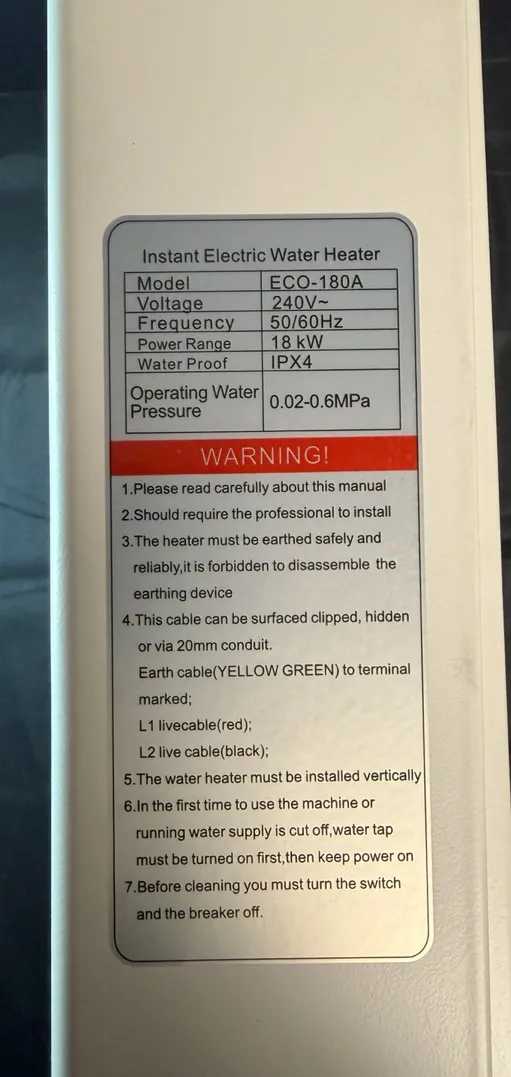 Instant Electric Water Heater
Model ECO-180A
Voltage 240V~
Frequency 50/60Hz
Power Range 18 kW
Water Proof IPX4
Operating Water Pressure 0.02-0.6MPa
WARNING!
1.Please read carefully about this manual
2.Should require the professional to install
3.The heater must be earthed safely and
reliably,it is forbidden to disassemble the
earthing device
4.This cable can be surfaced clipped, hidden
or via 20mm conduit.
Earth cable(YELLOW GREEN) to terminal
marked;
L1 livecable(red);
L2 live cable(black);
5.The water heater must be installed vertically
6.In the first time to use the machine or
running water supply is cut off,water tap
must be turned on first,then keep power on
7.Before cleaning you must turn the switch
and the breaker off.